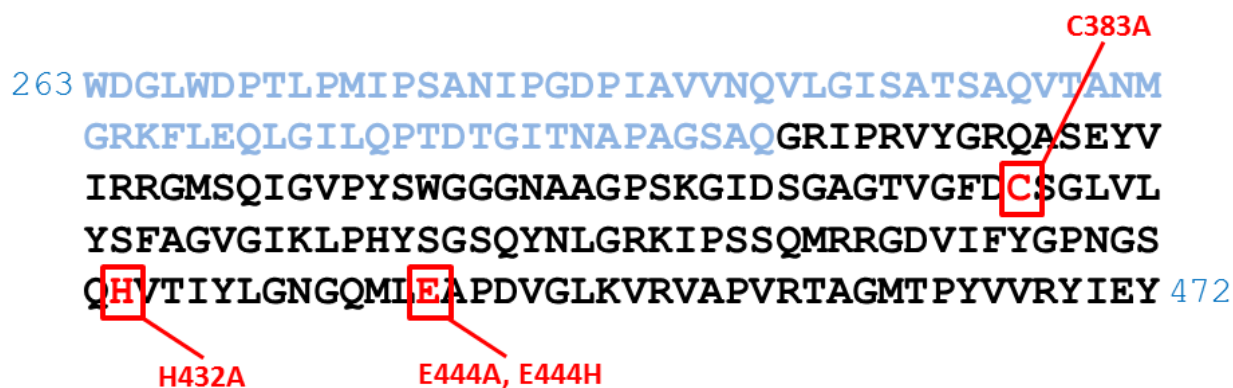 C383A
263 WDGLWDPTLPMIPSANIPGDPIAVVNQVLGISATSAQVTANM
GRKFLEQLGILQPTDTGITNAPAGSAQGRIPRVYGRQASEYV
IRRGMSQIGVPYSWGGGNAAGPSKGIDSGAGTVGFDCSGLVL
YSFAGVGIKLPHYSGSQYNLGRKIPSSQMRRGDVIFYGPNGS
QHVTIYLGNGQMLEAPDVGLKVRVAPVRTAGMTPYVVRYIEY 472
H432A
E444A, E444H